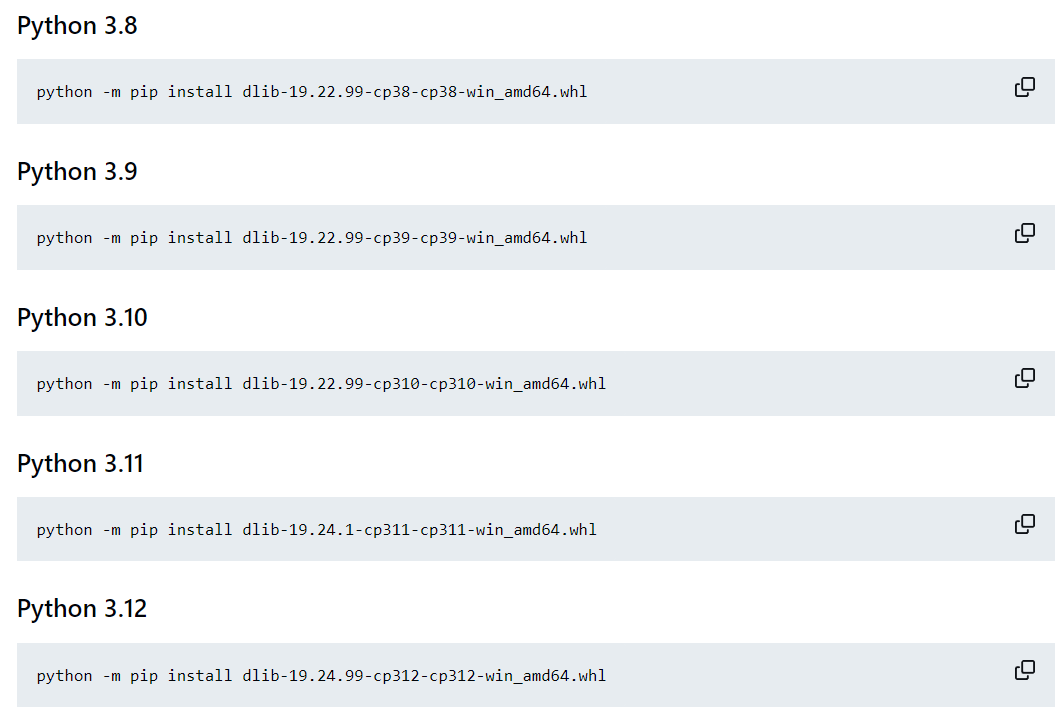 Python 3.8
python -m pip install dlib-19.22.99-cp38-cp38-win_amd64.whl
Python 3.9
python -m pip install dlib-19.22.99-cp39-cp39-win_amd64.whl
Python 3.10
python -m pip install dlib-19.22.99-cp310-cp310-win_amd64.whl
Python 3.11
python -m pip install dlib-19.24.1-cp311-cp311-win_amd64.whl
Python 3.12
python -m pip install dlib-19.24.99-cp312-cp312-win_amd64.whl